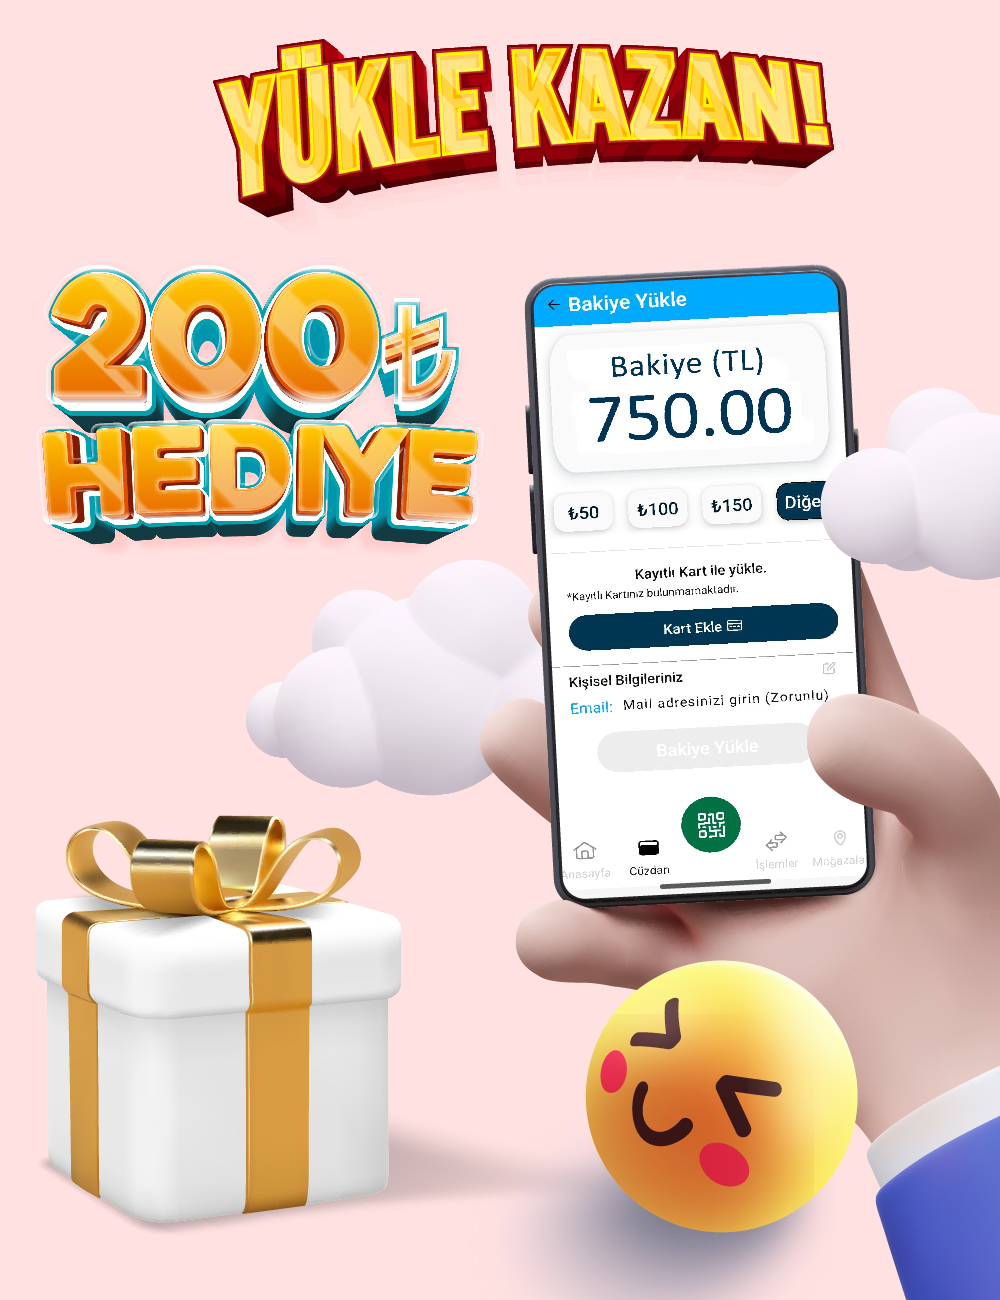 YÜKLE KAZAN!
200₺
HEDİYE
← Bakiye Yükle
Bakiye (TL)
750.00
₺50 ₺100 ₺150 Diğe
Kayıtlı Kart ile yükle.
*Kayıtlı Kartınız bulunmamaktadır.
Kart Ekle
Kişisel Bilgileriniz
Email: Mail adresinizi girin (Zorunlu)
Bakiye Yükle
Anasayfa Cüzdan İşlemler Mağazala